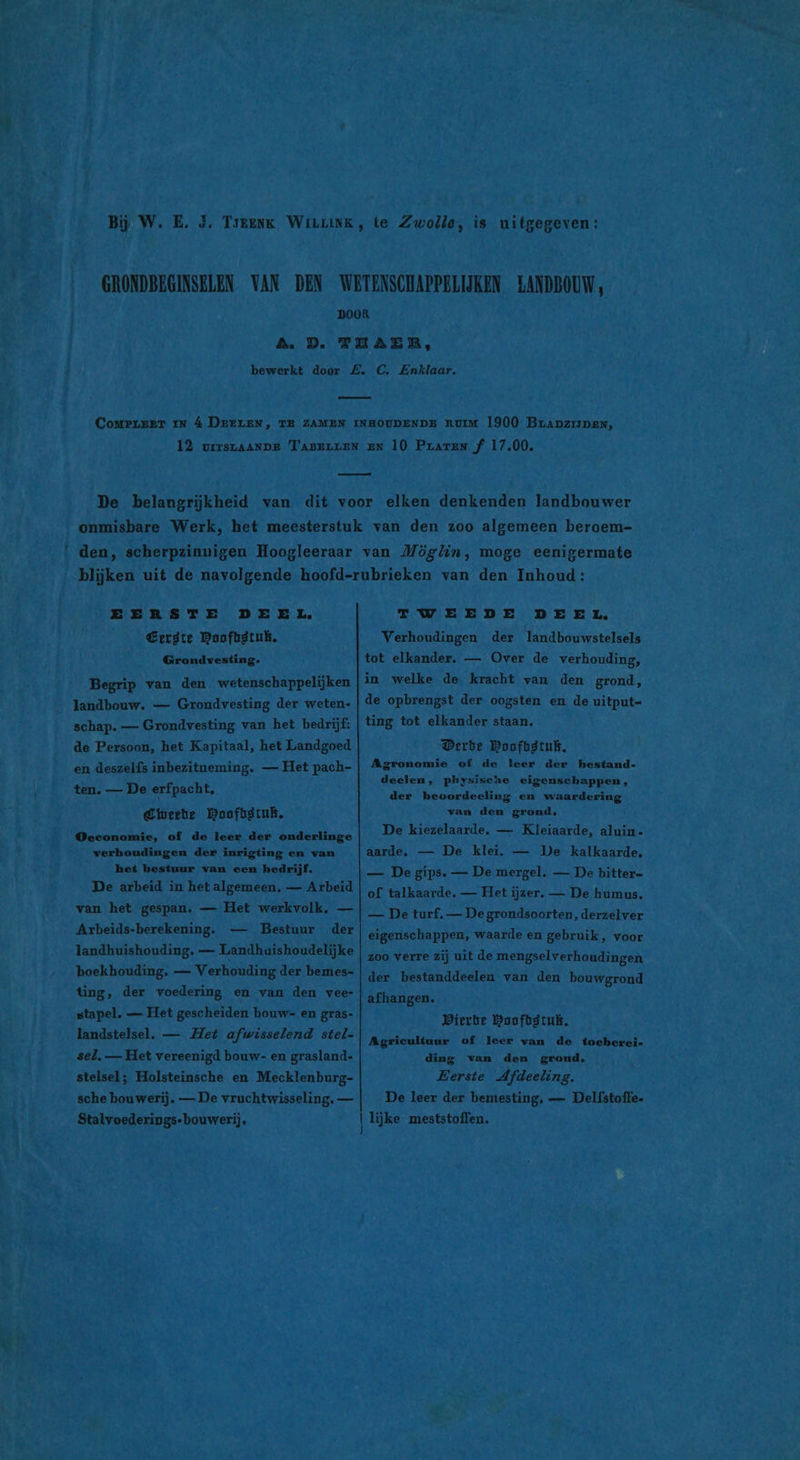 Bij W. E. J. Tjeenk Willink, te Zwolle, is uitgegeven:
GRONDBEGINSELEN VAN DEN WETENSCHAPPELIJKEN LANDBOUW,
DOOR
A. D. THAER,
bewerkt door E. C. Enklaar.
Compleet in 4 Deelen, te zamen inhoudende ruim 1900 Bladzijden,
12 uitslaande Tabellen en 10 Platen f 17.00.
De belangrijkheid van dit voor elken denkenden landbouwer
onmisbare Werk, het meesterstuk van den zoo algemeen beroem-
den, scherpzinnigen Hoogleeraar van Möglin, moge eenigermate
blijken uit de navolgende hoofd-rubrieken van den Inhoud:
EERSTE DEEL.
Eerste Hoofdstuk.
Grondvesting.
Begrip van den wetenschappelijken
landbouw. — Grondvesting der weten-
schap. — Grondvesting van het bedrijf:
de Persoon, het Kapitaal, het Landgoed
en deszelfs inbezitneming. — Het pach-
ten. — De erfpacht.
Tweede Hoofdstuk.
Oeconomie, of de leer der onderlinge
verhoudingen der inrigting en van
het bestuur van een bedrijf.
De arbeid in het algemeen. — Arbeid
van het gespan. — Het werkvolk. —
Arbeids-berekening. — Bestuur der
landhuishouding. — Landhuishoudelijke
boekhouding. — Verhouding der bemes-
ting, der voedering en van den vee-
stapel. — Het gescheiden bouw- en gras-
landstelsel. — Het afwisselend stel-
sel. — Het vereenigd bouw- en grasland-
stelsel; Holsteinsche en Mecklenburg-
sche bouwerij. — De vruchtwisseling. —
Stalvoederings-bouwerij.
TWEEDE DEEL.
Verhoudingen der landbouwstelsels
tot elkander. — Over de verhouding,
in welke de kracht van den grond,
de opbrengst der oogsten en de uitput-
ting tot elkander staan.
Derde Hoofdstuk.
Agronomie of de leer der bestand-
deelen, physische eigenschappen,
der beoordeeling en waardering
van den grond.
De kiezelaarde. — Kleiaarde, aluin-
aarde. — De klei. — De kalkaarde.
— De gips. — De mergel. — De bitter-
of talkaarde. — Het ijzer. — De humus.
— De turf. — De grondsoorten, derzelver
eigenschappen, waarde en gebruik, voor
zoo verre zij uit de mengselverhoudingen
der bestanddeelen van den bouwgrond
afhangen.
Vierde Hoofdstuk.
Agricultuur of leer van de toeberei-
ding van den grond.
Eerste Afdeeling.
De leer der bemesting. — Delfstoffe-
lijke meststoffen.